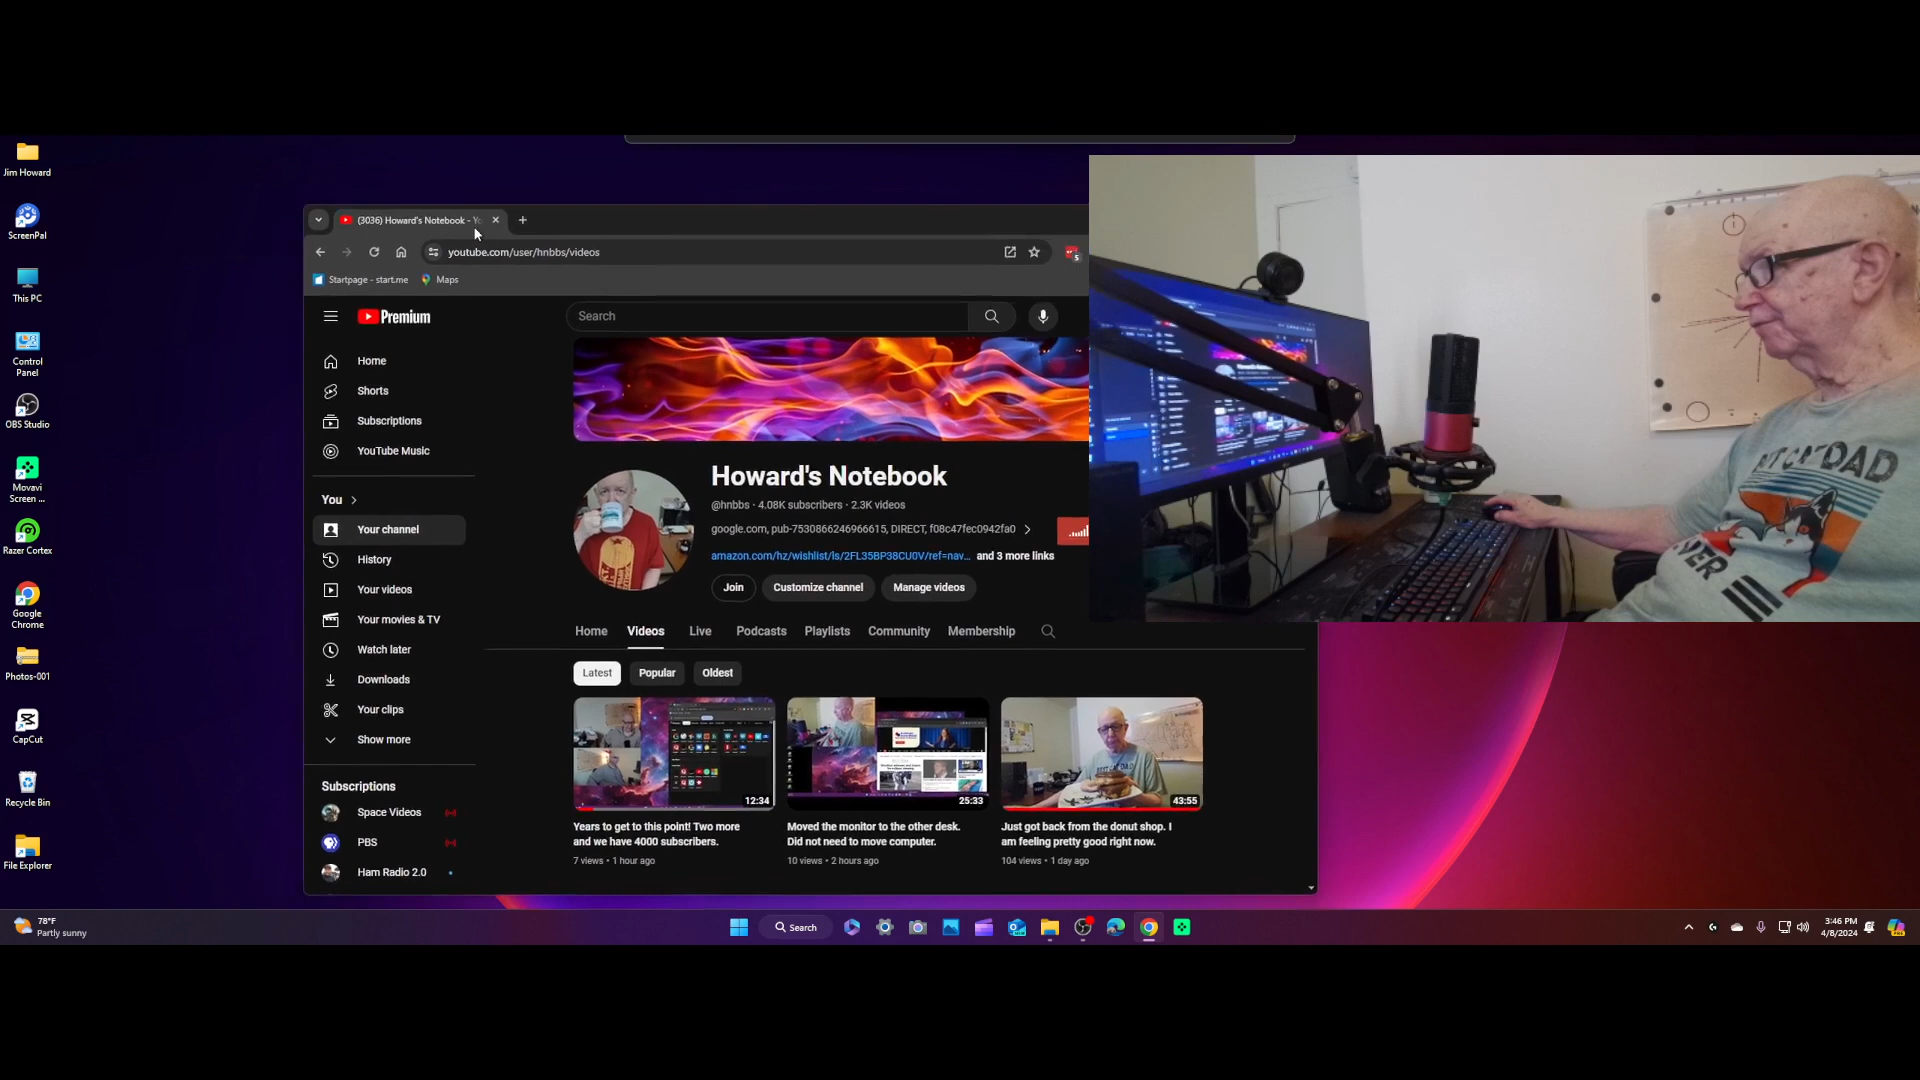 Jim Howard
ScreenPal
This PC
Control
Panel
OBS Studio
Movavi
Screen ...
Razer Cortex
Google
Chrome
Photos-001
CapCut
Recycle Bin
File Explorer
(3036) Howard's Notebook - Yo
youtube.com/user/hnbbs/videos
5
Startpage - start.me
Maps
Premium
Search
Home
Shorts
Subscriptions
YouTube Music
You
Your channel
History
Your videos
Your movies & TV
Watch later
Downloads
Your clips
Show more
Subscriptions
Space Videos
PBS
Ham Radio 2.0
Howard's Notebook
@hnbbs · 4.08K subscribers · 2.3K videos
google.com, pub-7530866246966615, DIRECT, f08c47fec0942fa0
amazon.com/hz/wishlist/ls/2FL35BP38CU0V/ref=nav... and 3 more links
Join Customize channel Manage videos
Home Videos Live Podcasts Playlists Community Membership
Latest Popular Oldest
12:34
25:33
43:55
Years to get to this point! Two more
and we have 4000 subscribers.
7 views · 1 hour ago
Moved the monitor to the other desk.
Did not need to move computer.
10 views · 2 hours ago
Just got back from the donut shop. I
am feeling pretty good right now.
104 views · 1 day ago
CAT DAD
VER
78°F
Partly sunny
Search
3:46 PM
4/8/2024